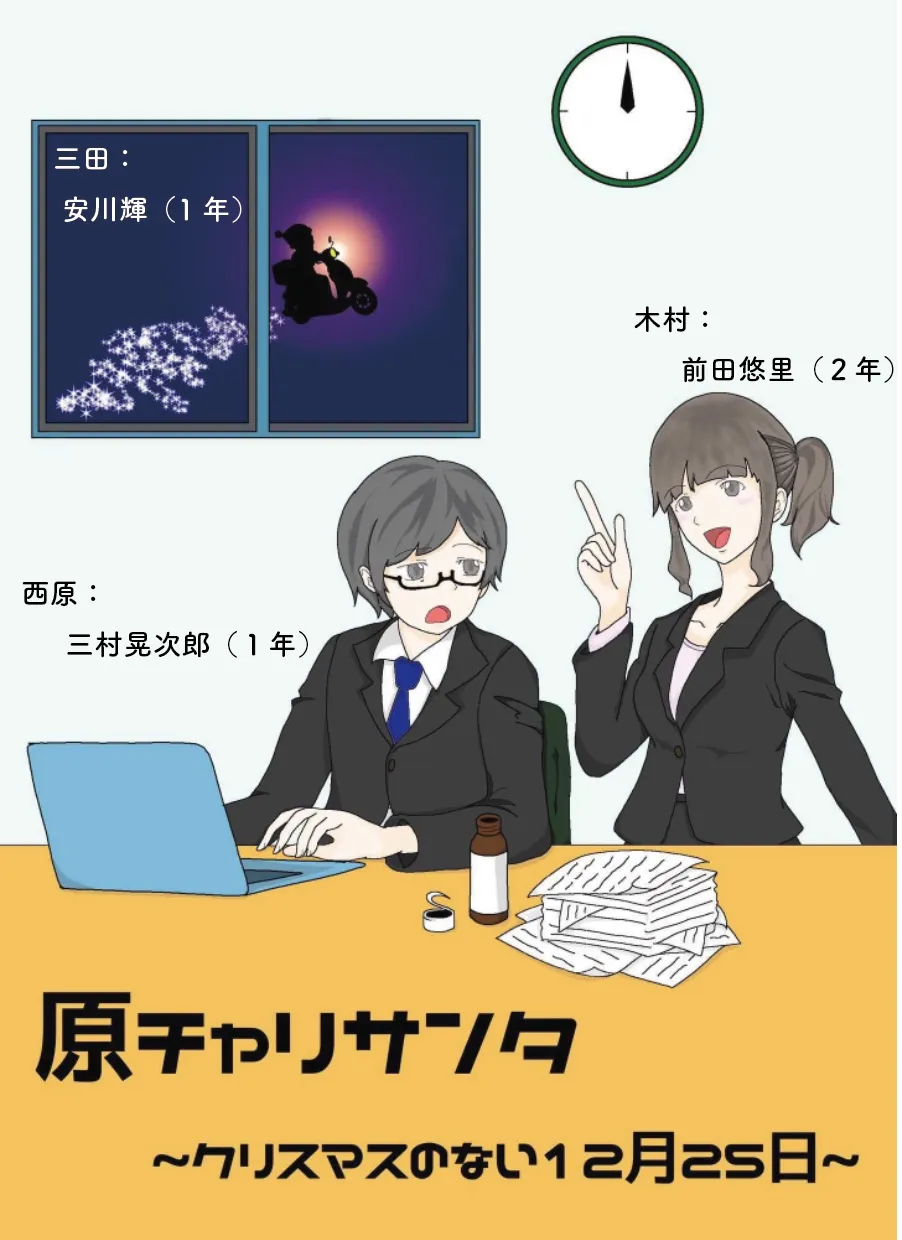 三田：
安川輝（1年）
木村：
前田悠里（2年）
西原：
三村晃次郎（1年）
原チャリサンタ
～クリスマスのない12月25日～